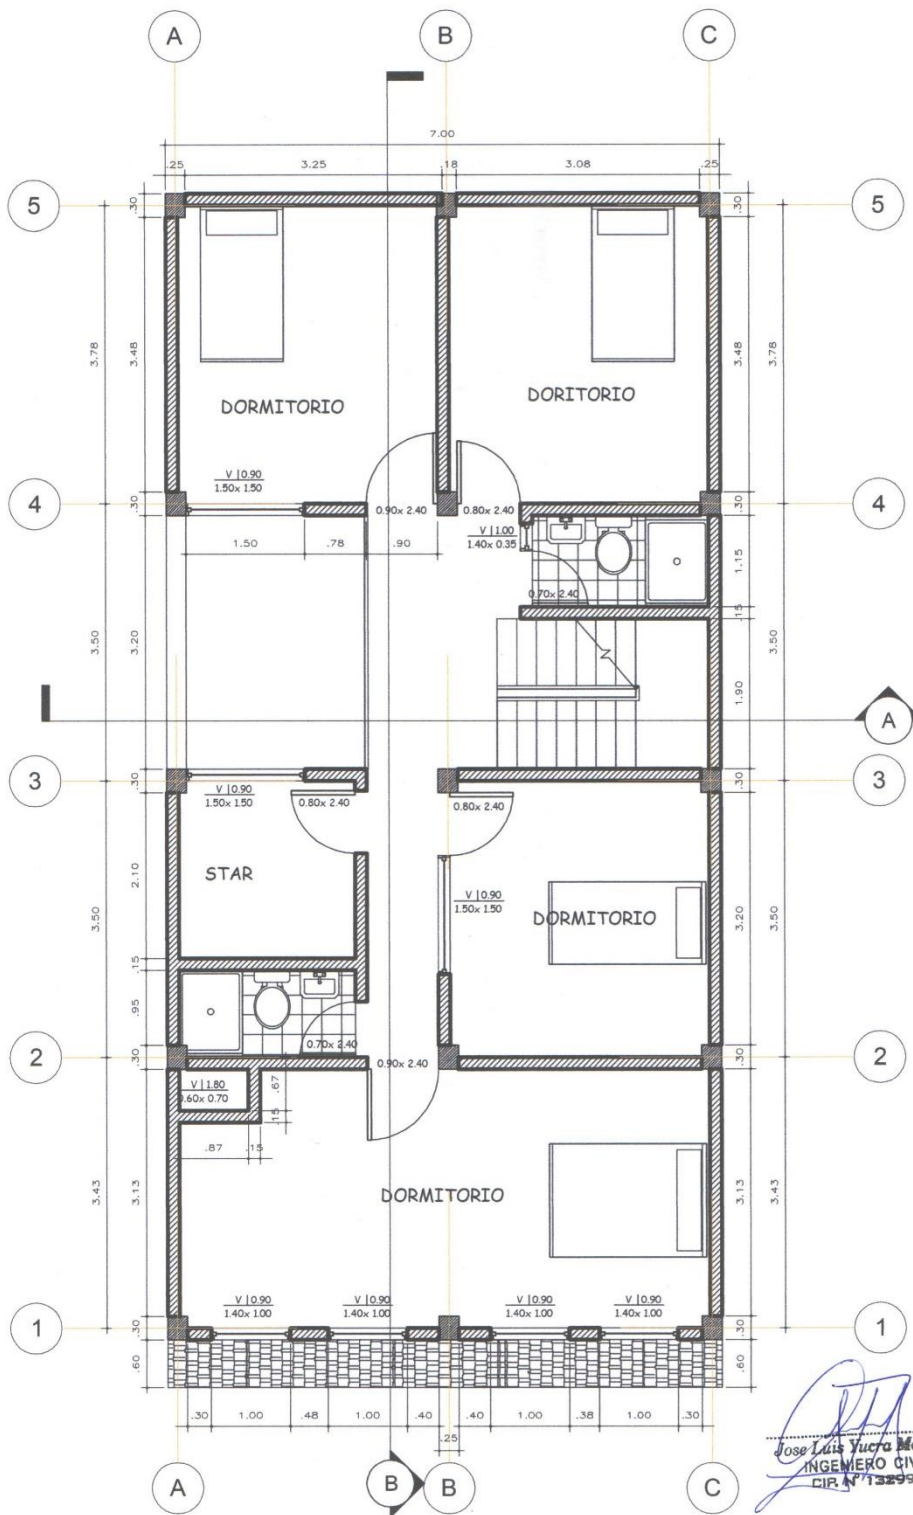 A B C
7.00
.25 3.25 .18 3.08 .25
5 5
.30 .30
3.78 3.48 3.48 3.78
DORMITORIO DORITORIO
V | 0.90
1.50x 1.50
4 4
.30 .30
0.90x 2.40 0.80x 2.40
V | 1.00
1.40x 0.35
1.50 .78 .90
1.15
0.70x 2.40
.15
3.50 3.20 3.50
N
1.90
A
3 3
.30 .30
V | 0.90
1.50x 1.50
0.80x 2.40 0.80x 2.40
STAR
2.10
V | 0.90
1.50x 1.50
DORMITORIO
3.50 3.20 3.50
.15
.95
0.70x 2.40
2 2
.30 .30
0.90x 2.40
V | 1.80
0.60x 0.70
.67
.15
.87 .15
3.43 3.13 3.13 3.43
DORMITORIO
V | 0.90 V | 0.90 V | 0.90 V | 0.90
1.40x 1.00 1.40x 1.00 1.40x 1.00 1.40x 1.00
1 1
.30 .30
.60 .60
.30 1.00 .48 1.00 .40 .40 1.00 .38 1.00 .30
.25
A B B C
Jose Luis Yucra
INGENIERO CIV
CIP. N° 13299